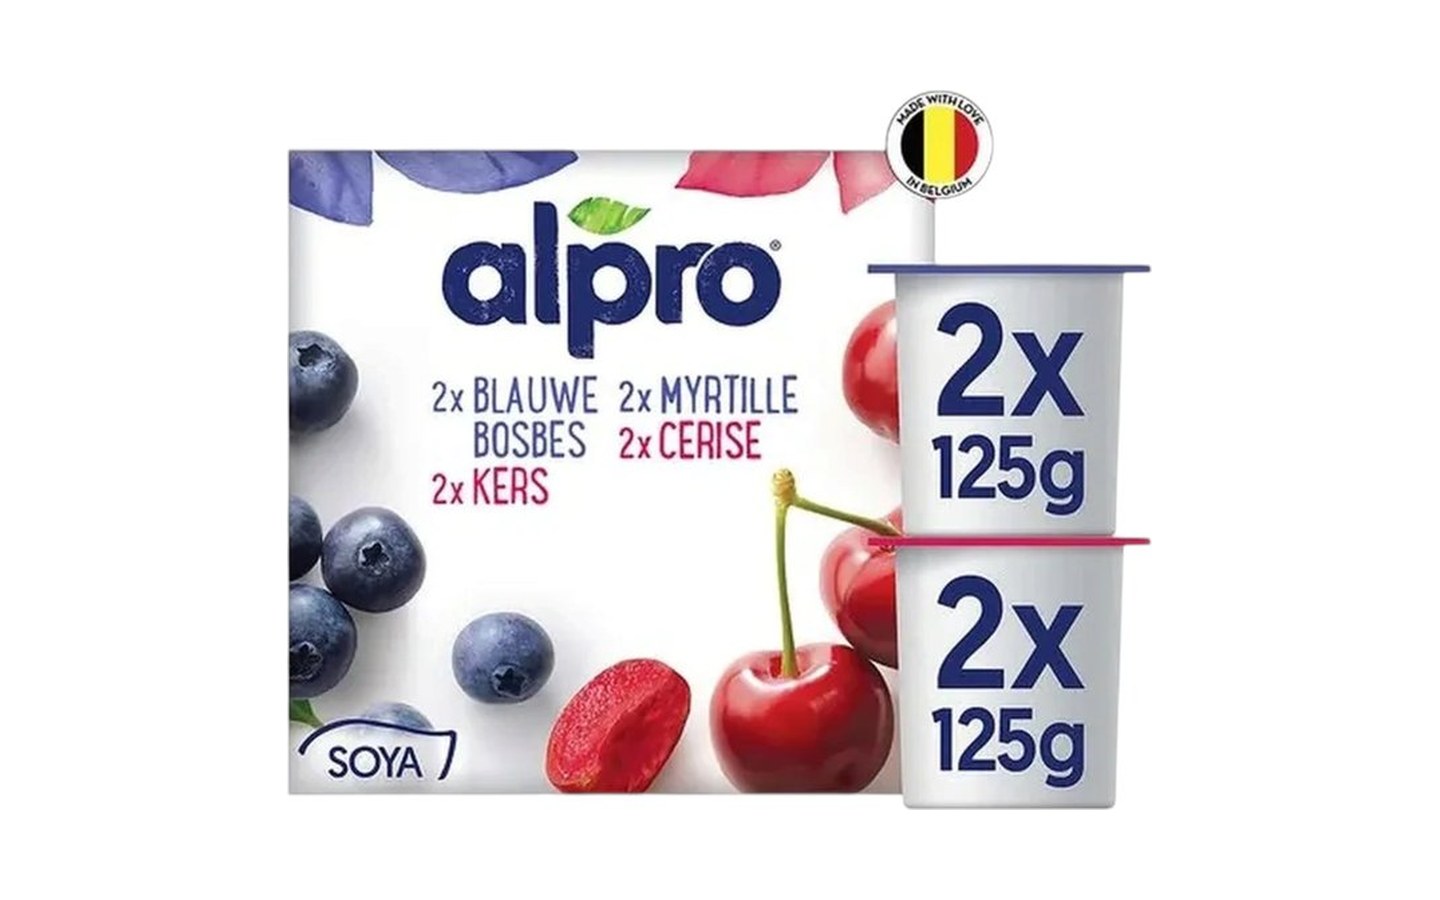 MADE WITH LOVE
IN BELGIUM
alpro®
2x BLAUWE
BOSBES
2x KERS
2x MYRTILLE
2x CERISE
2x
125g
2x
125g
SOYA